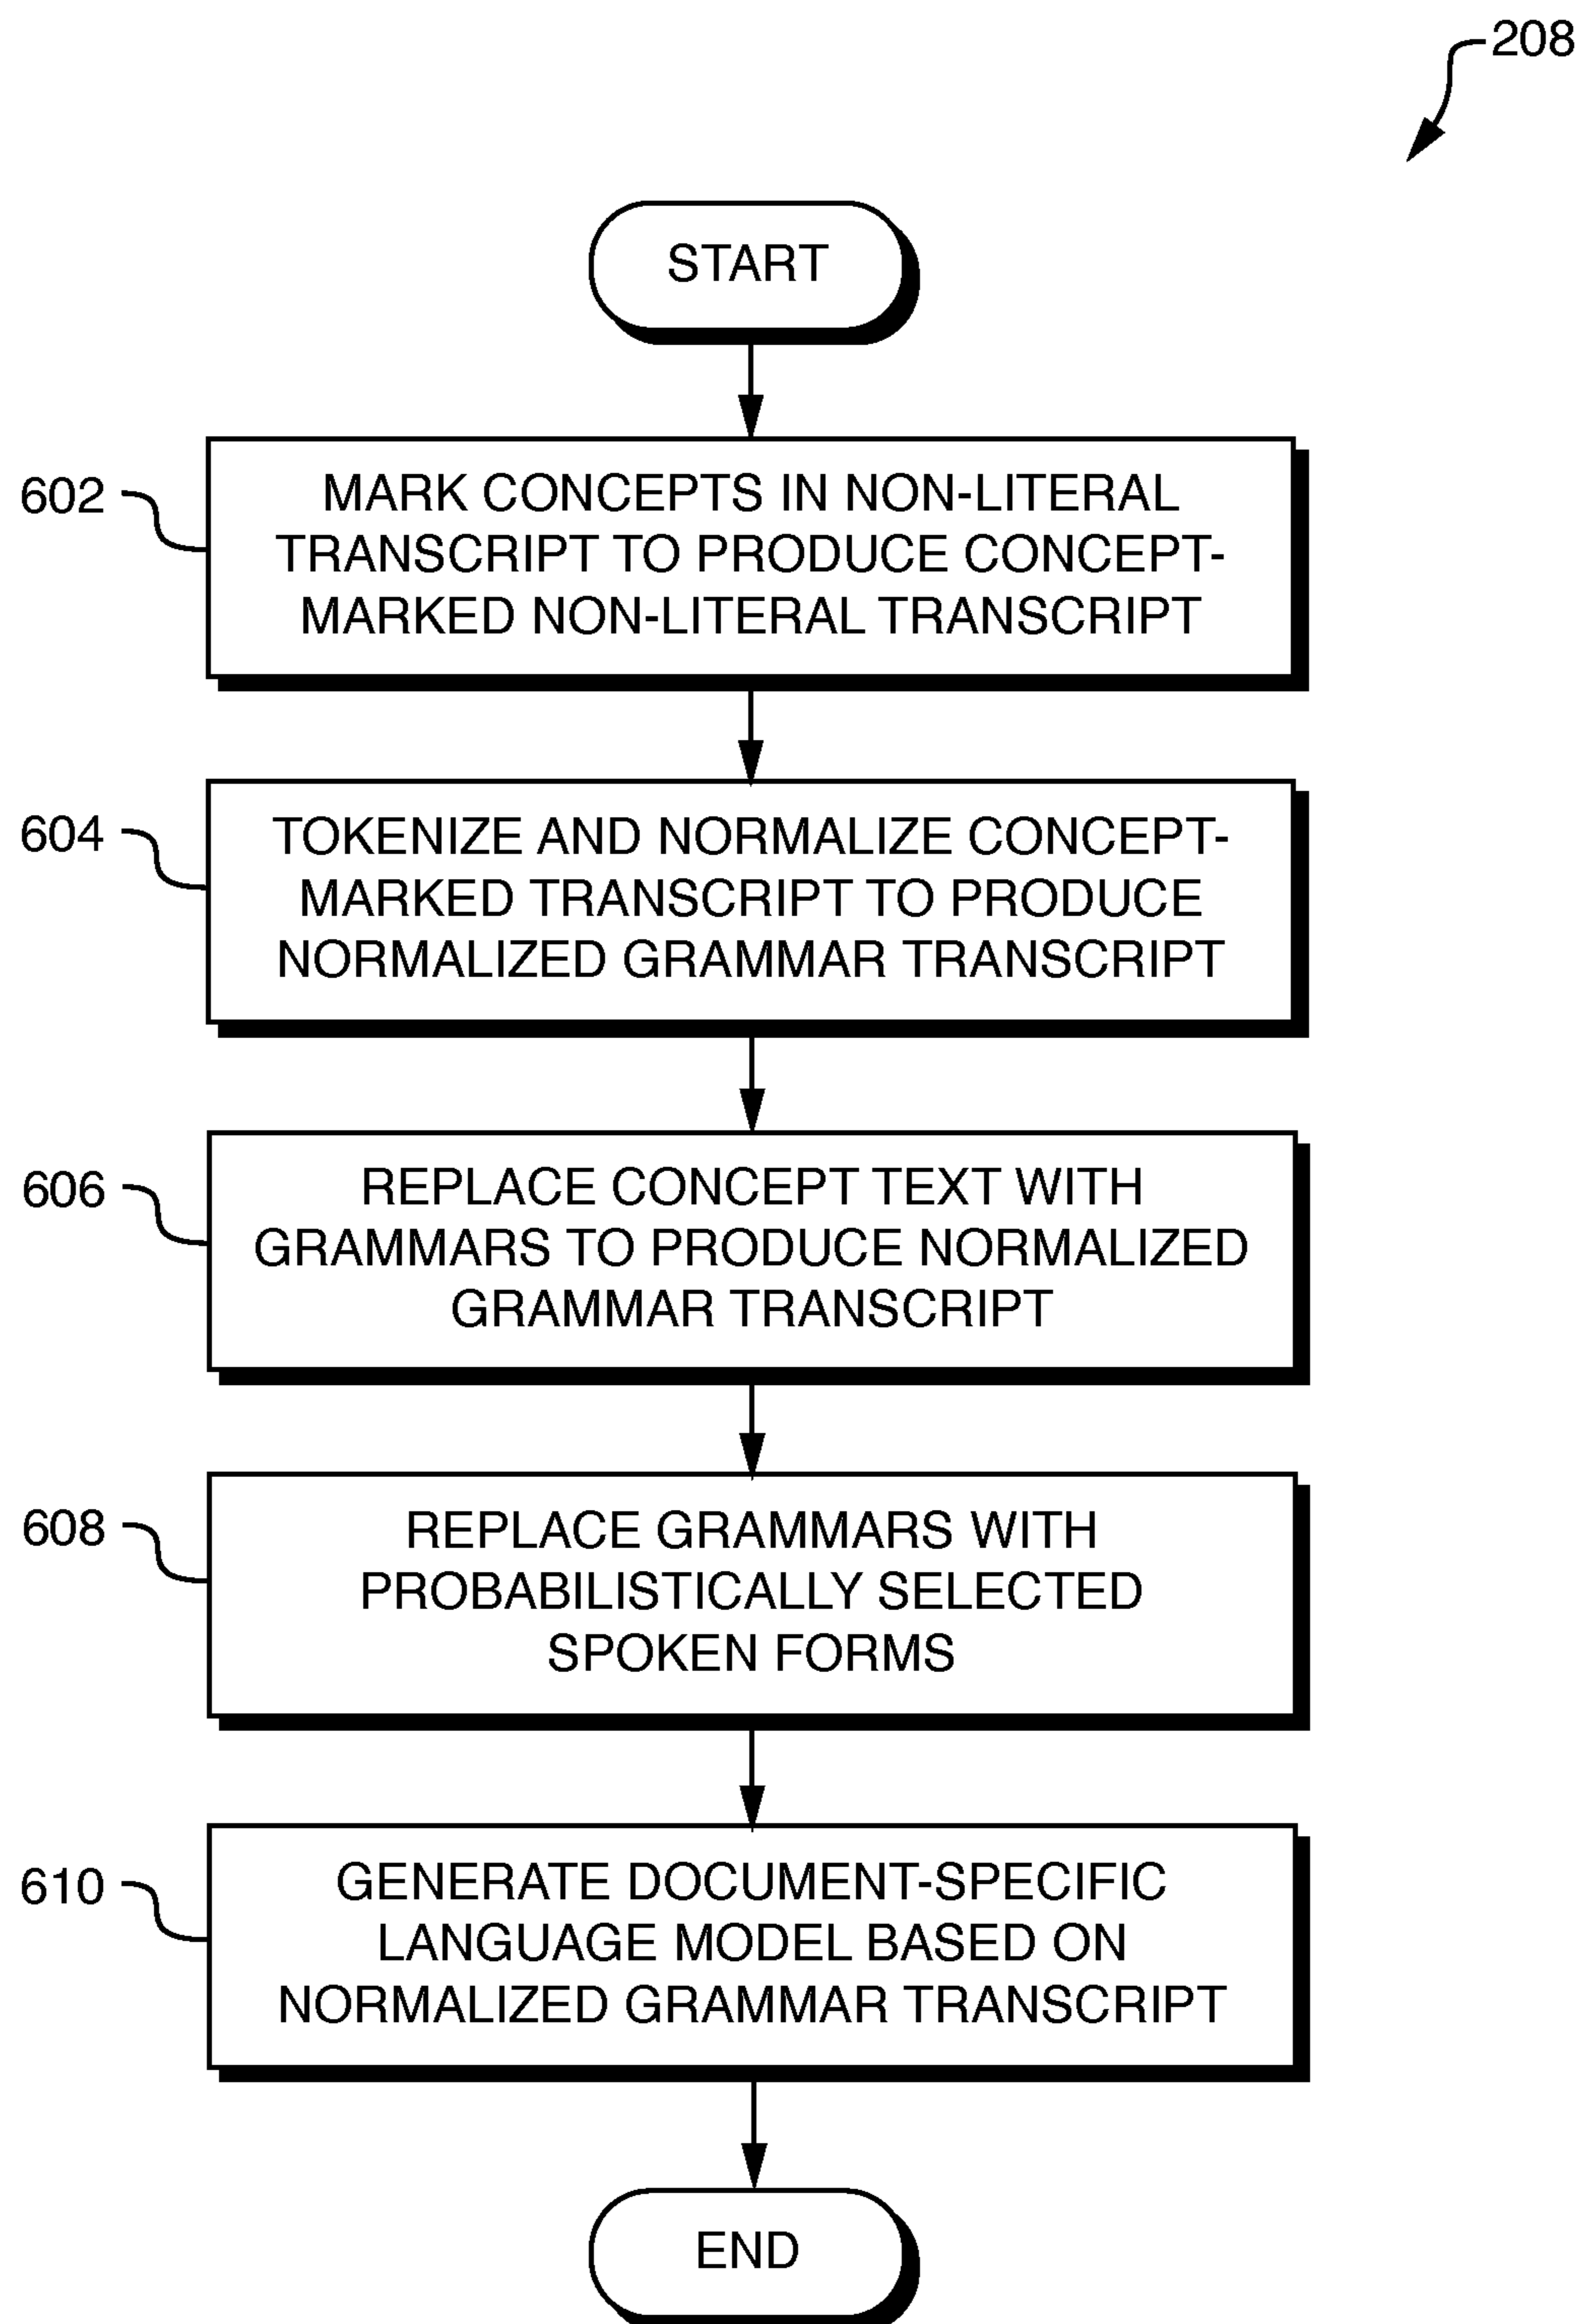 208
START
602
MARK CONCEPTS IN NON-LITERAL
TRANSCRIPT TO PRODUCE CONCEPT-
MARKED NON-LITERAL TRANSCRIPT
604
TOKENIZE AND NORMALIZE CONCEPT-
MARKED TRANSCRIPT TO PRODUCE
NORMALIZED GRAMMAR TRANSCRIPT
606
REPLACE CONCEPT TEXT WITH
GRAMMARS TO PRODUCE NORMALIZED
GRAMMAR TRANSCRIPT
608
REPLACE GRAMMARS WITH
PROBABILISTICALLY SELECTED
SPOKEN FORMS
610
GENERATE DOCUMENT-SPECIFIC
LANGUAGE MODEL BASED ON
NORMALIZED GRAMMAR TRANSCRIPT
END